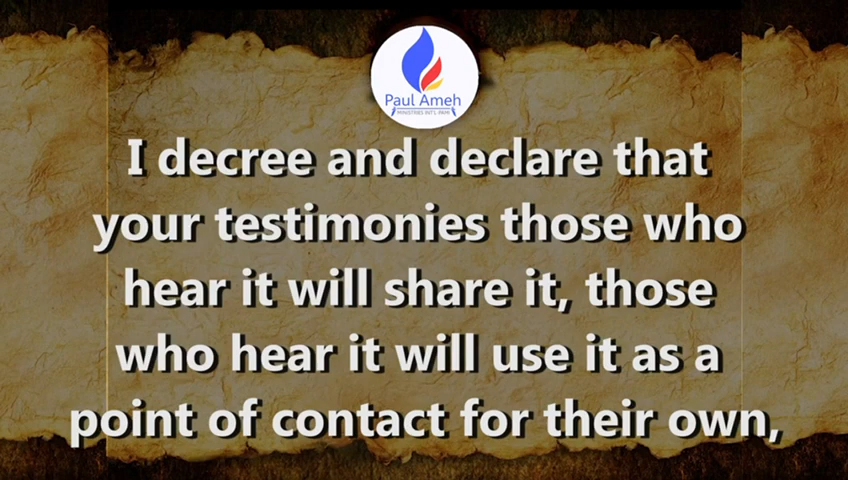 Paul Ameh
MINISTRIES INT'L-PAMI
I decree and declare that
your testimonies those who
hear it will share it, those
who hear it will use it as a
point of contact for their own,